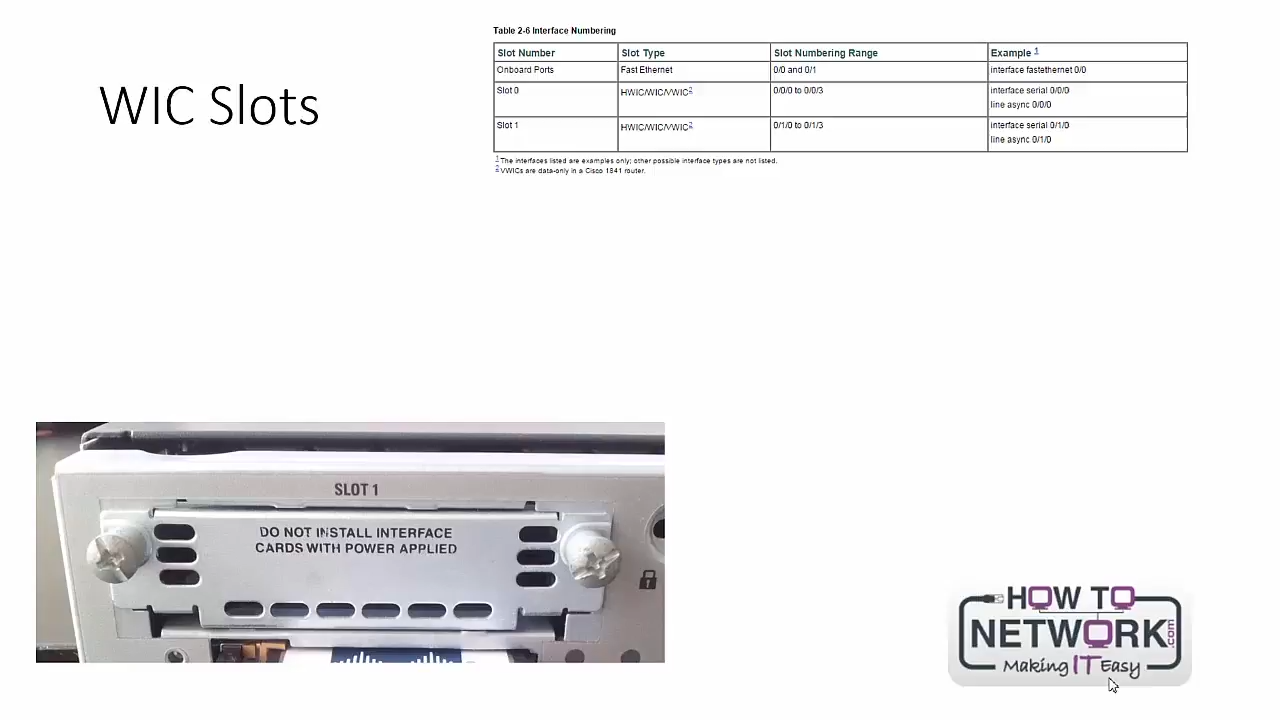 WIC Slots
Table 2-6 Interface Numbering
Slot Number Slot Type Slot Numbering Range Example 1
Onboard Ports Fast Ethernet 0/0 and 0/1 interface fastethernet 0/0
Slot 0 HWIC/WIC/VWIC2 0/0/0 to 0/0/3 interface serial 0/0/0
line async 0/0/0
Slot 1 HWIC/WIC/VWIC2 0/1/0 to 0/1/3 interface serial 0/1/0
line async 0/1/0
1 The interfaces listed are examples only; other possible interface types are not listed.
2 VWICs are data-only in a Cisco 1841 router.
SLOT 1
DO NOT INSTALL INTERFACE
CARDS WITH POWER APPLIED
HOW TO
NETWORK.com
Making IT Easy